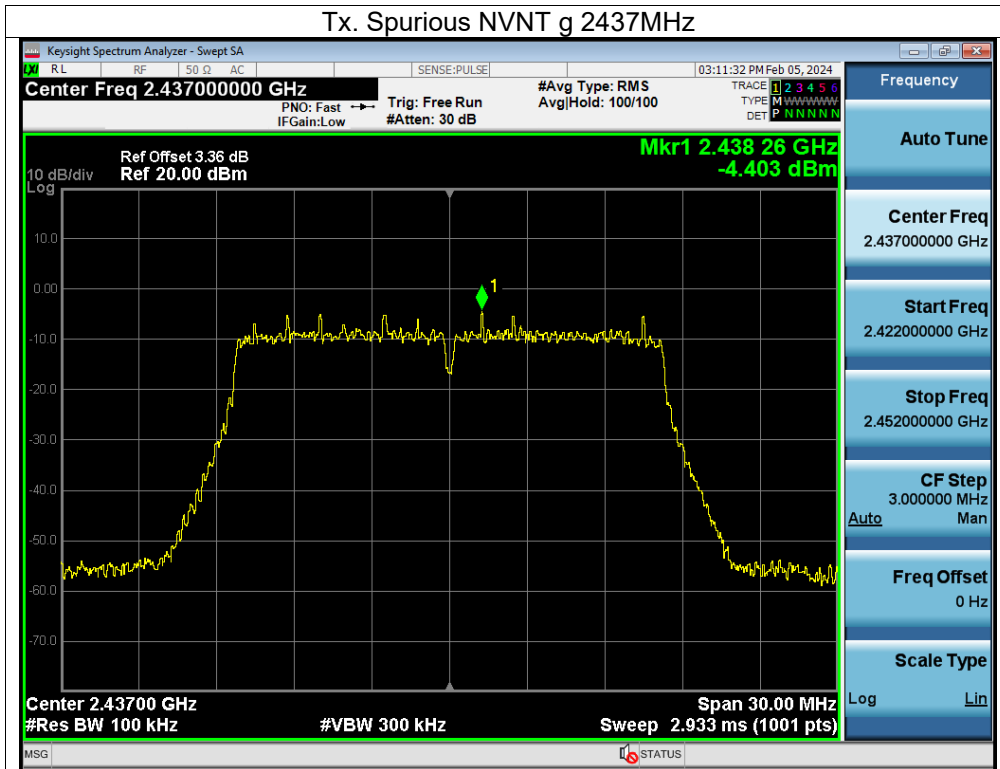 Tx. Spurious NVNT g 2437MHz
Keysight Spectrum Analyzer - Swept SA
LXI RL RF 50 Ω AC SENSE:PULSE 03:11:32 PM Feb 05, 2024
Center Freq 2.437000000 GHz #Avg Type: RMS TRACE 1 2 3 4 5 6
PNO: Fast Trig: Free Run Avg|Hold: 100/100 TYPE M WWWWW
IFGain:Low #Atten: 30 dB DET P N N N N N
Mkr1 2.438 26 GHz
-4.403 dBm
Ref Offset 3.36 dB
10 dB/div Ref 20.00 dBm
Log
10.0
0.00
1
-10.0
-20.0
-30.0
-40.0
-50.0
-60.0
-70.0
Center 2.43700 GHz Span 30.00 MHz
#Res BW 100 kHz #VBW 300 kHz Sweep 2.933 ms (1001 pts)
MSG STATUS
Frequency
Auto Tune
Center Freq
2.437000000 GHz
Start Freq
2.422000000 GHz
Stop Freq
2.452000000 GHz
CF Step
3.000000 MHz
Auto Man
Freq Offset
0 Hz
Scale Type
Log Lin